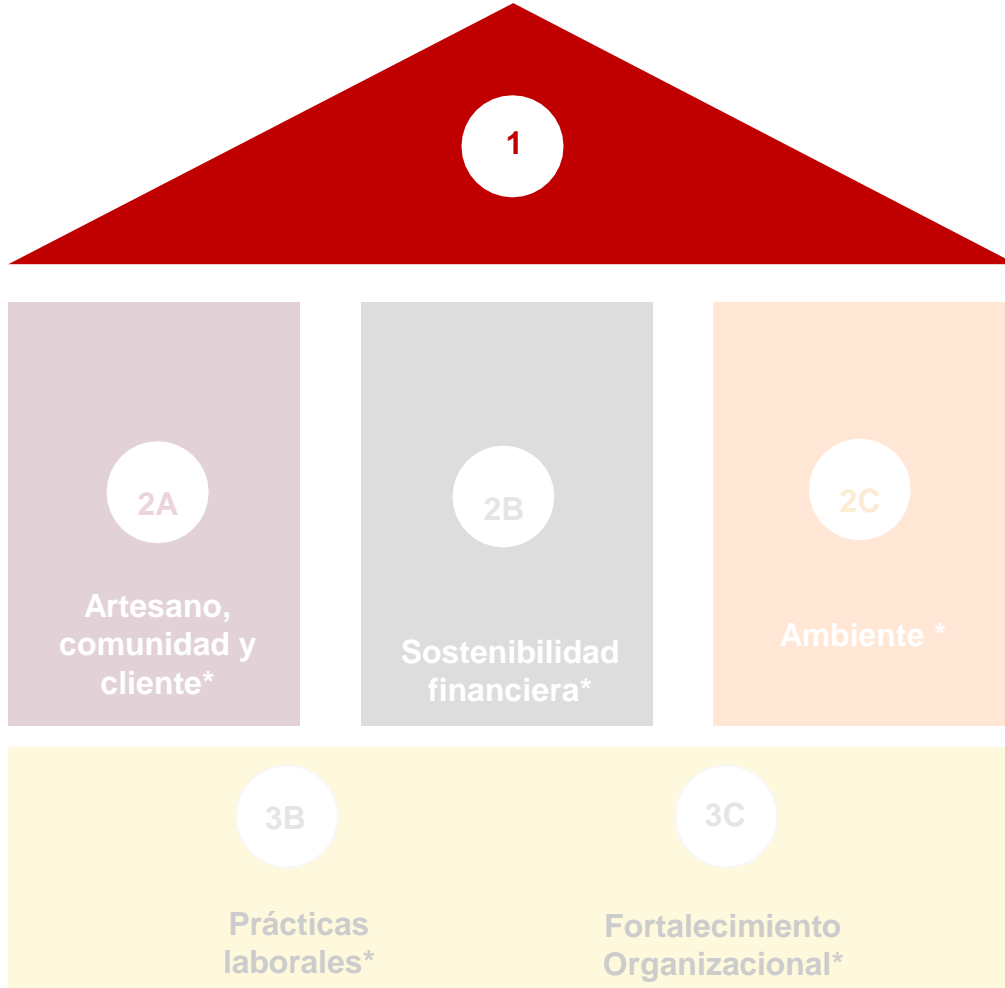 1
2A
Artesano,
comunidad y
cliente*
2B
Sostenibilidad
financiera*
2C
Ambiente *
3B
Prácticas
laborales*
3C
Fortalecimiento
Organizacional*